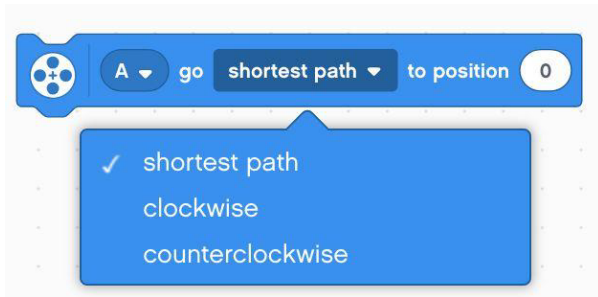 A go shortest path to position 0
shortest path
clockwise
counterclockwise